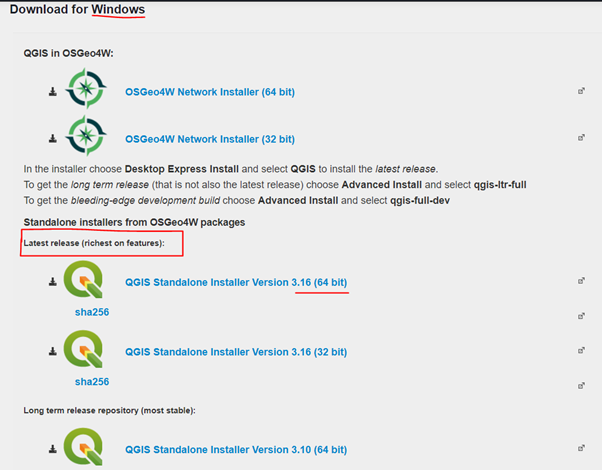 Download for Windows
QGIS in OSGeo4W:
OSGeo4W Network Installer (64 bit)
OSGeo4W Network Installer (32 bit)
In the installer choose Desktop Express Install and select QGIS to install the latest release.
To get the long term release (that is not also the latest release) choose Advanced Install and select qgis-ltr-full
To get the bleeding-edge development build choose Advanced Install and select qgis-full-dev
Standalone installers from OSGeo4W packages
Latest release (richest on features):
QGIS Standalone Installer Version 3.16 (64 bit)
sha256
QGIS Standalone Installer Version 3.16 (32 bit)
sha256
Long term release repository (most stable):
QGIS Standalone Installer Version 3.10 (64 bit)